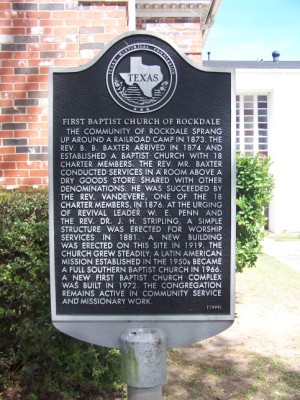 TEXAS HISTORICAL COMMISSION
TEXAS
FIRST BAPTIST CHURCH OF ROCKDALE
THE COMMUNITY OF ROCKDALE SPRANG
UP AROUND A RAILROAD CAMP IN 1873. THE
REV. B. B. BAXTER ARRIVED IN 1874 AND
ESTABLISHED A BAPTIST CHURCH WITH 18
CHARTER MEMBERS. THE REV. MR. BAXTER
CONDUCTED SERVICES IN A ROOM ABOVE A
DRY GOODS STORE SHARED WITH OTHER
DENOMINATIONS. HE WAS SUCCEEDED BY
THE REV. VANDEVERE, ONE OF THE 18
CHARTER MEMBERS, IN 1876. AT THE URGING
OF REVIVAL LEADER W. E. PENN AND
THE REV. DR. J. H. STRIPLING, A SIMPLE
STRUCTURE WAS ERECTED FOR WORSHIP
SERVICES IN 1881. A NEW BUILDING
WAS ERECTED ON THIS SITE IN 1919. THE
CHURCH GREW STEADILY; A LATIN AMERICAN
MISSION ESTABLISHED IN THE 1950s BECAME
A FULL SOUTHERN BAPTIST CHURCH IN 1966.
A NEW FIRST BAPTIST CHURCH COMPLEX
WAS BUILT IN 1972. THE CONGREGATION
REMAINS ACTIVE IN COMMUNITY SERVICE
AND MISSIONARY WORK.
(1999)